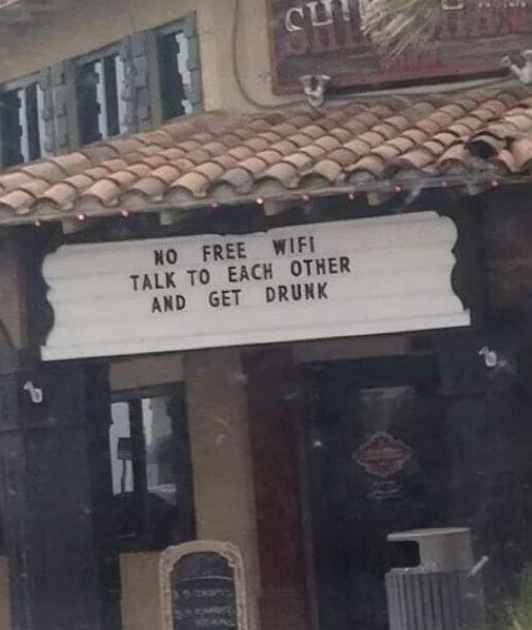 NO FREE WIFI
TALK TO EACH OTHER
AND GET DRUNK